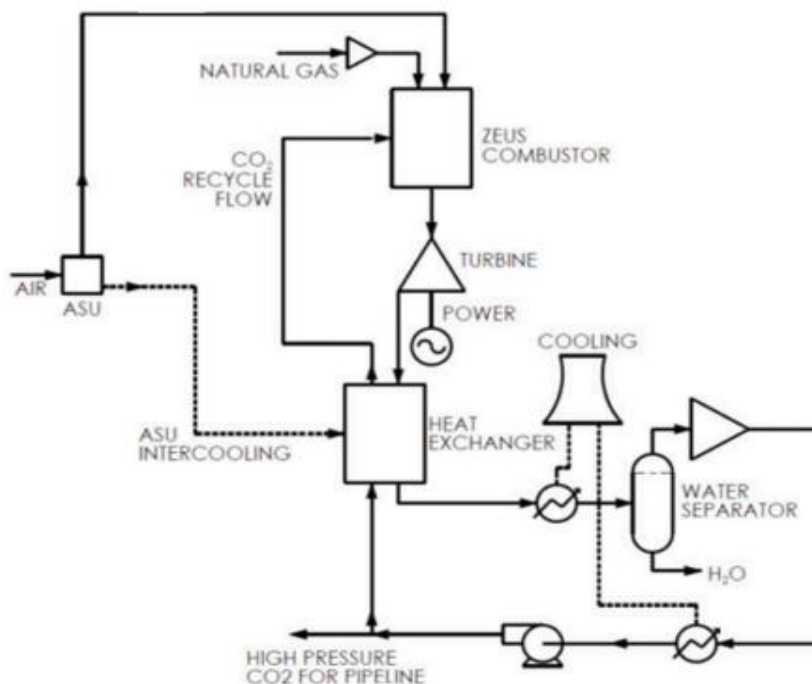 NATURAL GAS
ZEUS
COMBUSTOR
CO₂
RECYCLE
FLOW
TURBINE
AIR
ASU
POWER
COOLING
HEAT
EXCHANGER
ASU
INTERCOOLING
WATER
SEPARATOR
H₂O
HIGH PRESSURE
CO2 FOR PIPELINE